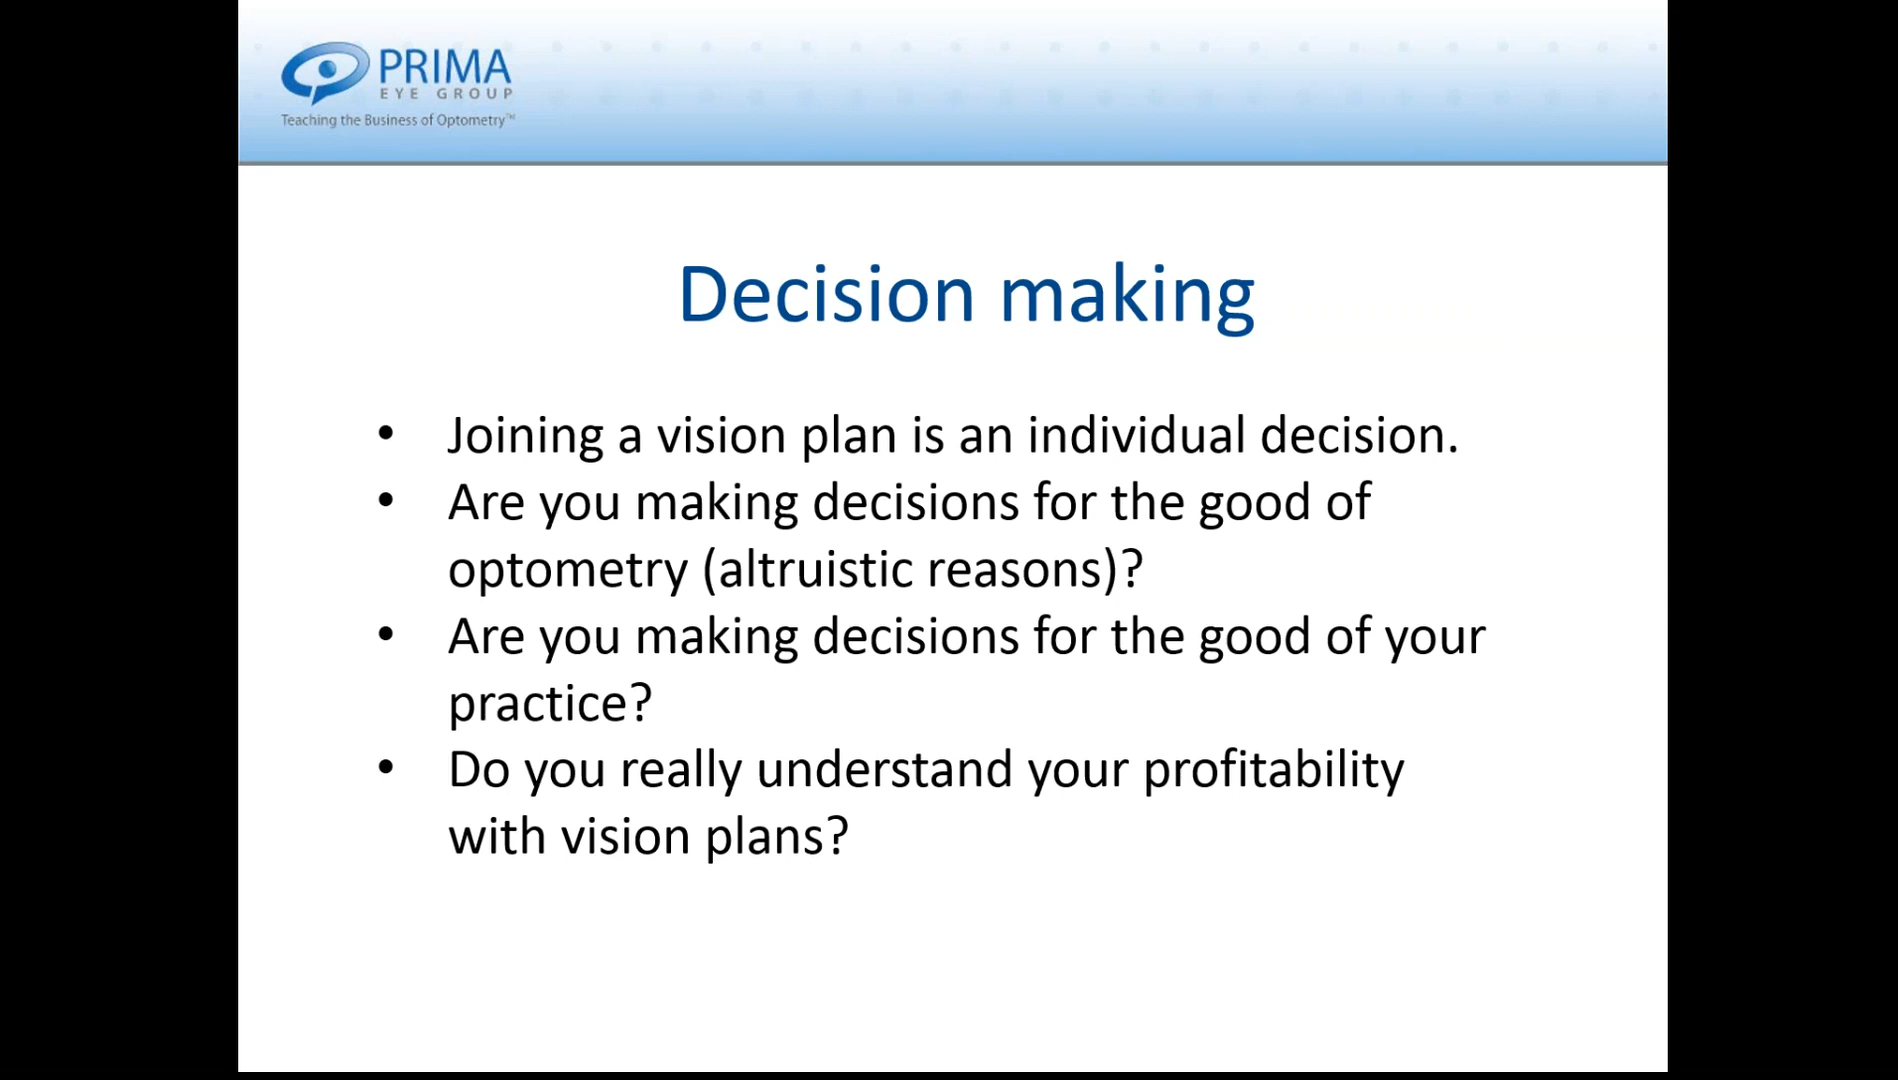 PRIMA
EYE GROUP
Teaching the Business of Optometry™
Decision making
• Joining a vision plan is an individual decision.
• Are you making decisions for the good of
optometry (altruistic reasons)?
• Are you making decisions for the good of your
practice?
• Do you really understand your profitability
with vision plans?